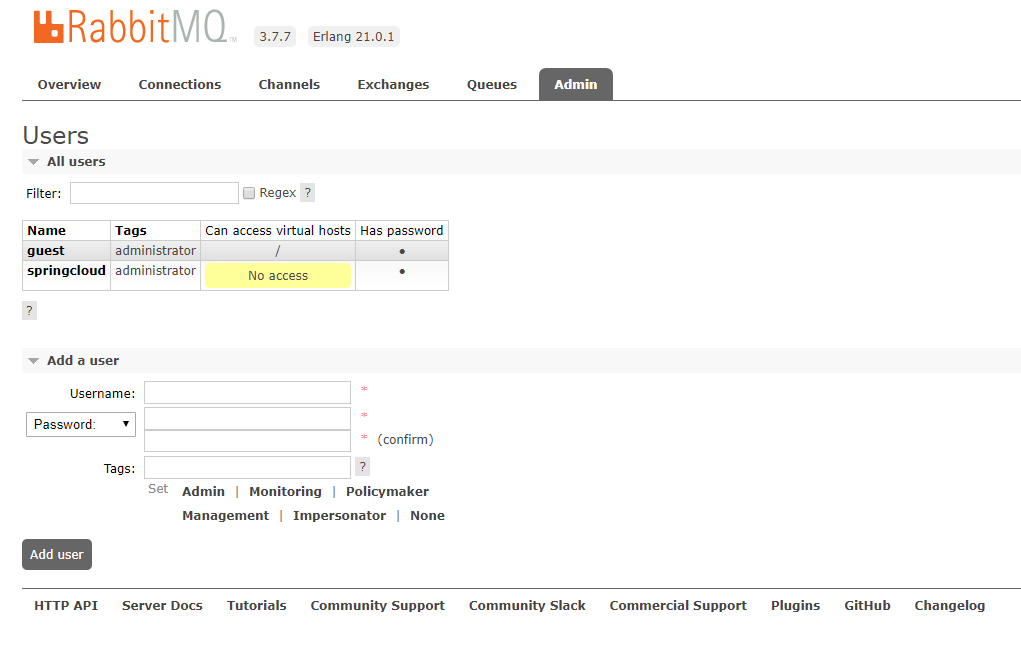 RabbitMQ™ 3.7.7 Erlang 21.0.1
Overview Connections Channels Exchanges Queues Admin
Users
All users
Filter: Regex ?
Name Tags Can access virtual hosts Has password
guest administrator / •
springcloud administrator No access •
?
Add a user
Username: *
Password: *
* (confirm)
Tags: ?
Set Admin | Monitoring | Policymaker
Management | Impersonator | None
Add user
HTTP API Server Docs Tutorials Community Support Community Slack Commercial Support Plugins GitHub Changelog